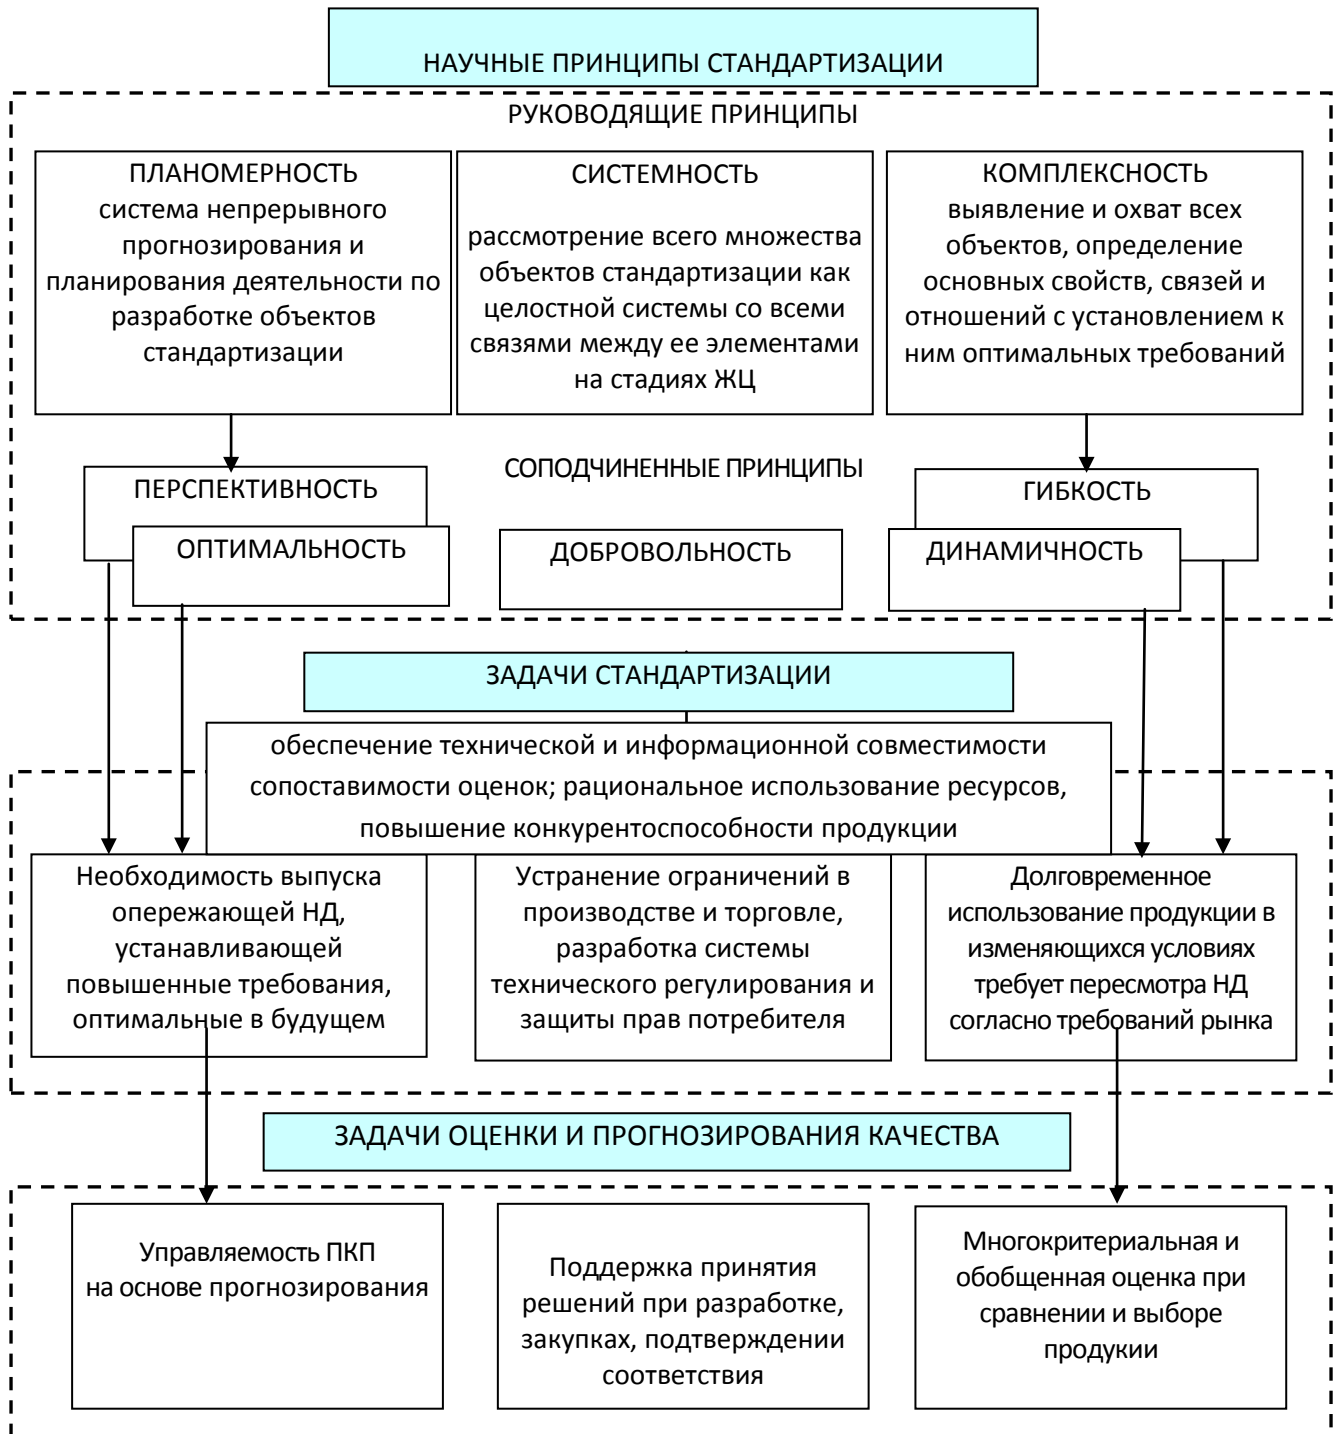 НАУЧНЫЕ ПРИНЦИПЫ СТАНДАРТИЗАЦИИ
РУКОВОДЯЩИЕ ПРИНЦИПЫ
ПЛАНОМЕРНОСТЬ
система непрерывного
прогнозирования и
планирования деятельности по
разработке объектов
стандартизации
СИСТЕМНОСТЬ
рассмотрение всего множества
объектов стандартизации как
целостной системы со всеми
связями между ее элементами
на стадиях ЖЦ
КОМПЛЕКСНОСТЬ
выявление и охват всех
объектов, определение
основных свойств, связей и
отношений с установлением к
ним оптимальных требований
СОПОДЧИНЕННЫЕ ПРИНЦИПЫ
ПЕРСПЕКТИВНОСТЬ
ОПТИМАЛЬНОСТЬ
ДОБРОВОЛЬНОСТЬ
ГИБКОСТЬ
ДИНАМИЧНОСТЬ
ЗАДАЧИ СТАНДАРТИЗАЦИИ
обеспечение технической и информационной совместимости
сопоставимости оценок; рациональное использование ресурсов,
повышение конкурентоспособности продукции
Необходимость выпуска
опережающей НД,
устанавливающей
повышенные требования,
оптимальные в будущем
Устранение ограничений в
производстве и торговле,
разработка системы
технического регулирования и
защиты прав потребителя
Долговременное
использование продукции в
изменяющихся условиях
требует пересмотра НД
согласно требований рынка
ЗАДАЧИ ОЦЕНКИ И ПРОГНОЗИРОВАНИЯ КАЧЕСТВА
Управляемость ПКП
на основе прогнозирования
Поддержка принятия
решений при разработке,
закупках, подтверждении
соответствия
Многокритериальная и
обобщенная оценка при
сравнении и выборе
продукии